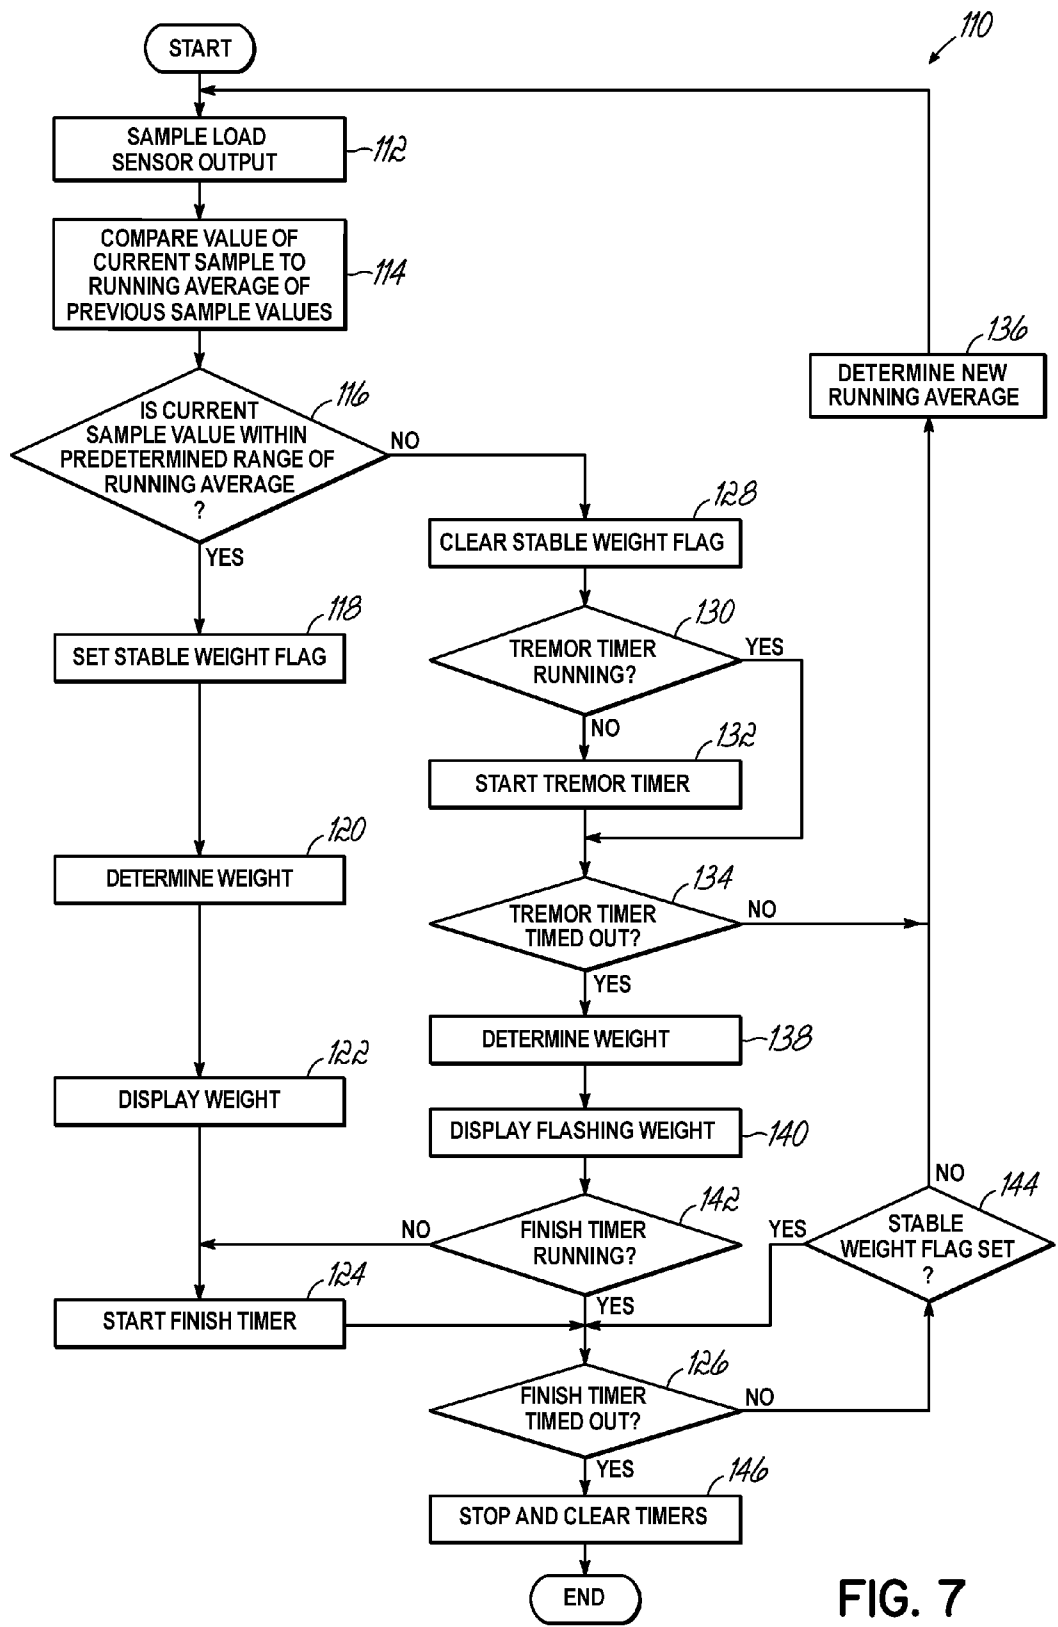 START
110
SAMPLE LOAD
SENSOR OUTPUT
112
COMPARE VALUE OF
CURRENT SAMPLE TO
RUNNING AVERAGE OF
PREVIOUS SAMPLE VALUES
114
136
DETERMINE NEW
RUNNING AVERAGE
116
IS CURRENT
SAMPLE VALUE WITHIN
PREDETERMINED RANGE OF
RUNNING AVERAGE
?
NO
YES
128
CLEAR STABLE WEIGHT FLAG
118
SET STABLE WEIGHT FLAG
130
TREMOR TIMER
RUNNING?
YES
NO
132
START TREMOR TIMER
120
DETERMINE WEIGHT
134
TREMOR TIMER
TIMED OUT?
NO
YES
DETERMINE WEIGHT
138
122
DISPLAY WEIGHT
DISPLAY FLASHING WEIGHT
140
142
FINISH TIMER
RUNNING?
NO
YES
144
STABLE
WEIGHT FLAG SET
?
NO
YES
124
START FINISH TIMER
126
FINISH TIMER
TIMED OUT?
NO
YES
146
STOP AND CLEAR TIMERS
END
FIG. 7